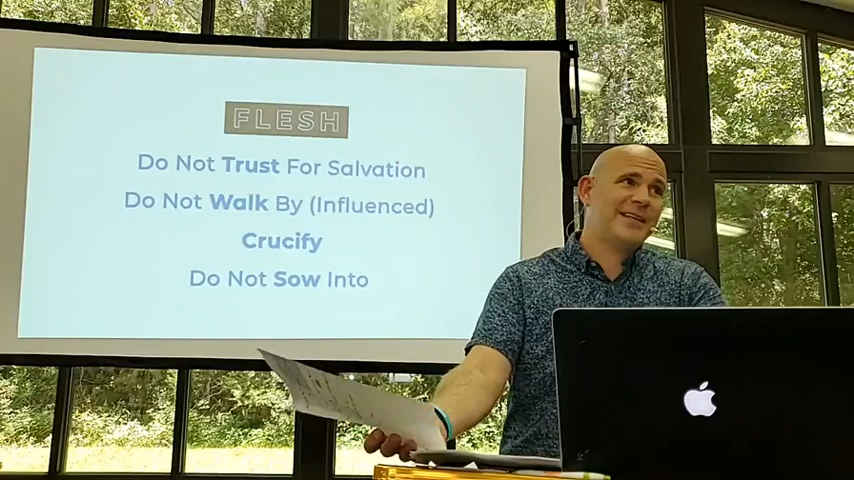 FLESH
Do Not Trust For Salvation
Do Not Walk By (Influenced)
Crucify
Do Not Sow Into